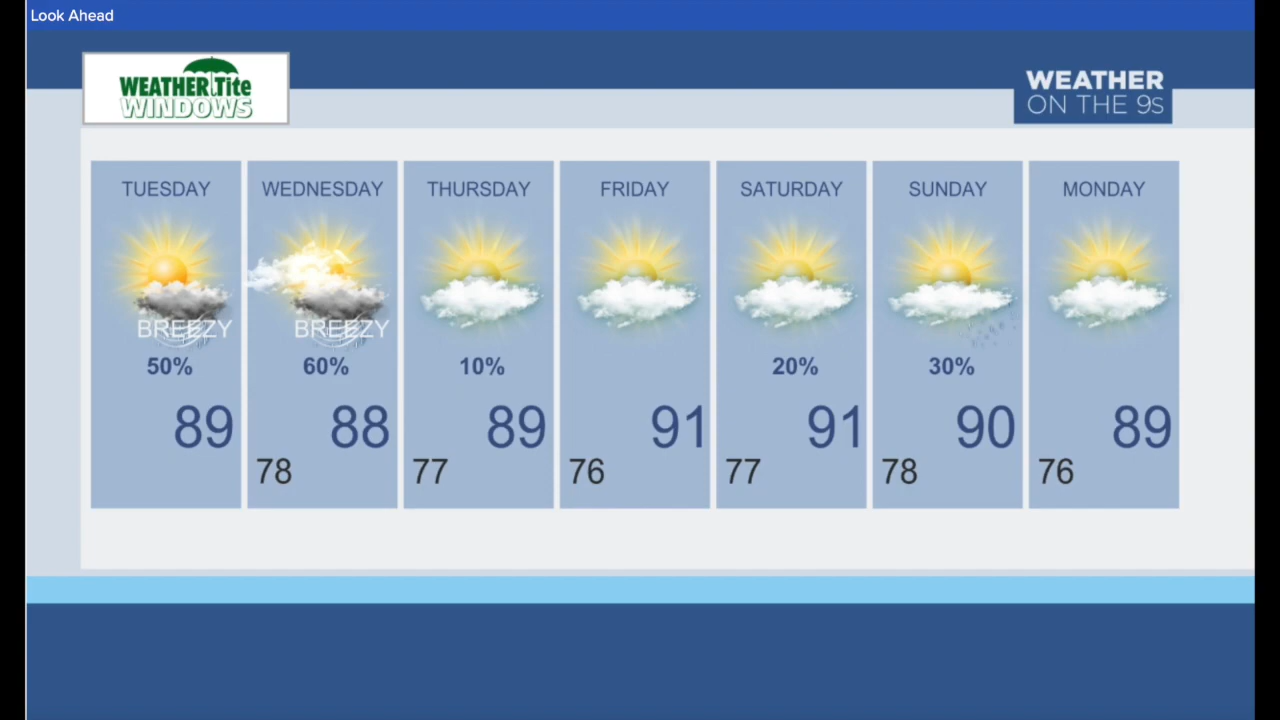 Look Ahead
WEATHER Tite
WINDOWS
WEATHER
ON THE 9s
TUESDAY
BREEZY
50%
89
WEDNESDAY
BREEZY
60%
88
78
THURSDAY
10%
89
77
FRIDAY
91
76
SATURDAY
20%
91
77
SUNDAY
30%
90
78
MONDAY
89
76